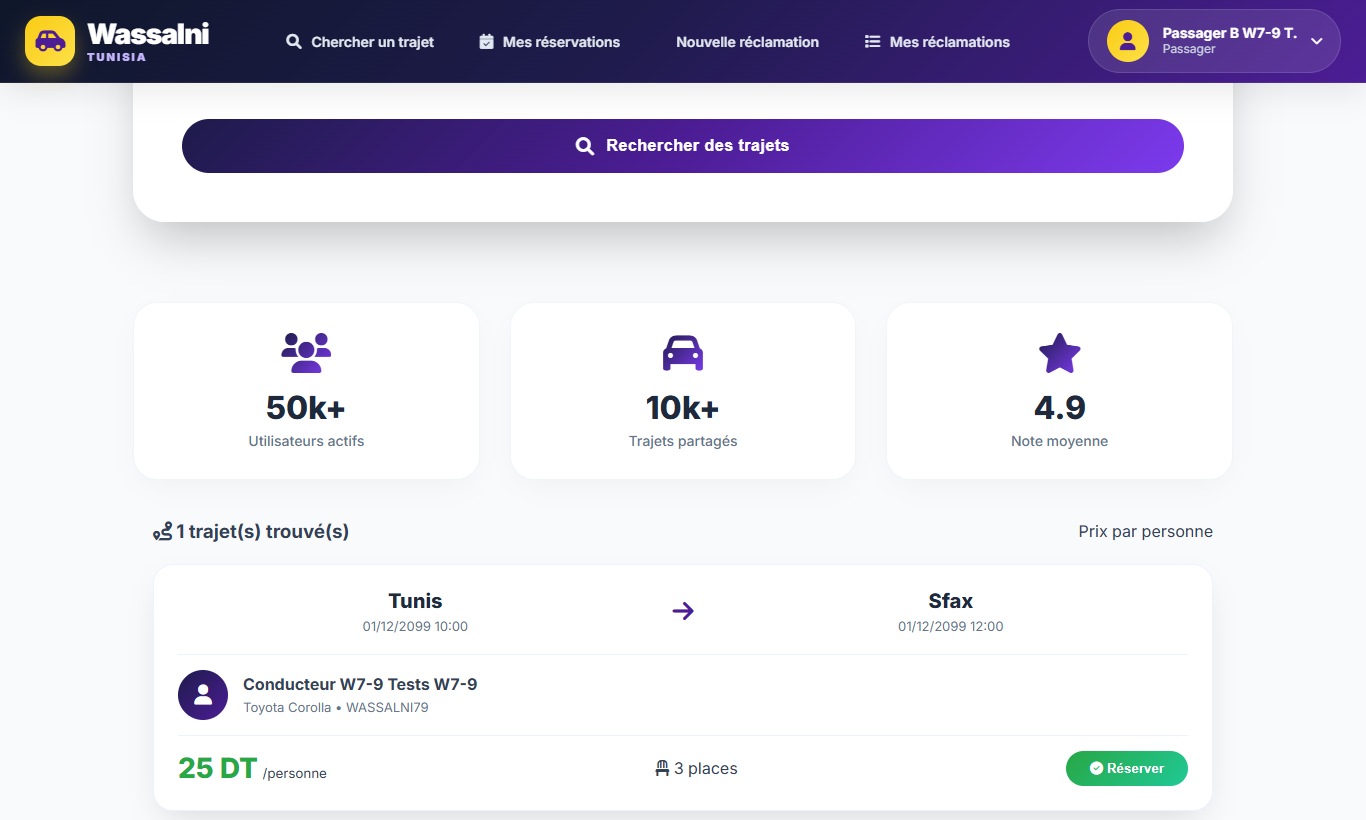 Wassalni
TUNISIA
Chercher un trajet
Mes réservations
Nouvelle réclamation
Mes réclamations
Passager B W7-9 T.
Passager
Rechercher des trajets
50k+
Utilisateurs actifs
10k+
Trajets partagés
4.9
Note moyenne
1 trajet(s) trouvé(s)
Prix par personne
Tunis
01/12/2099 10:00
Sfax
01/12/2099 12:00
Conducteur W7-9 Tests W7-9
Toyota Corolla • WASSALNI79
25 DT /personne
3 places
Réserver